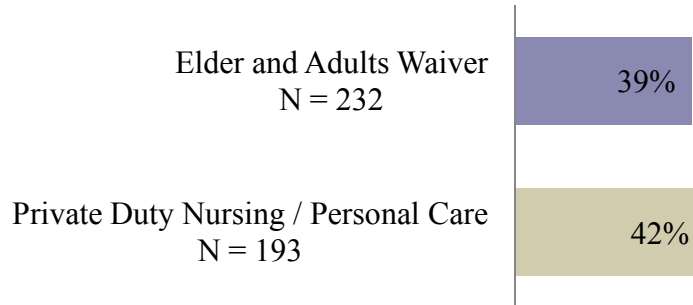 Elder and Adults Waiver
N = 232
39%
Private Duty Nursing / Personal Care
N = 193
42%